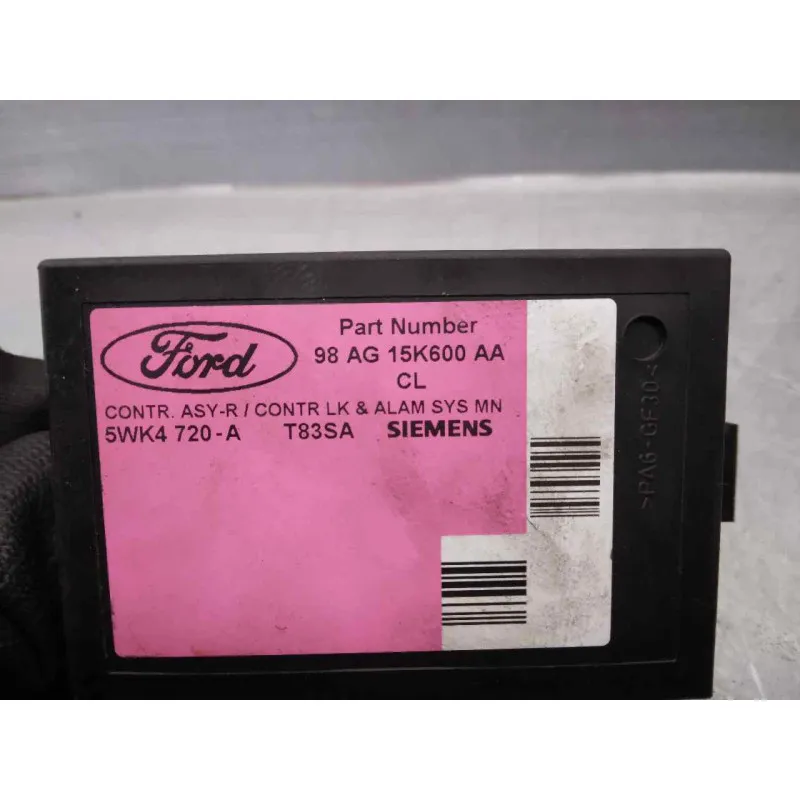 Ford
Part Number
98 AG 15K600 AA
CL
CONTR. ASY-R / CONTR LK & ALAM SYS MN
5WK4 720-A T83SA SIEMENS
>PA6-GF30<